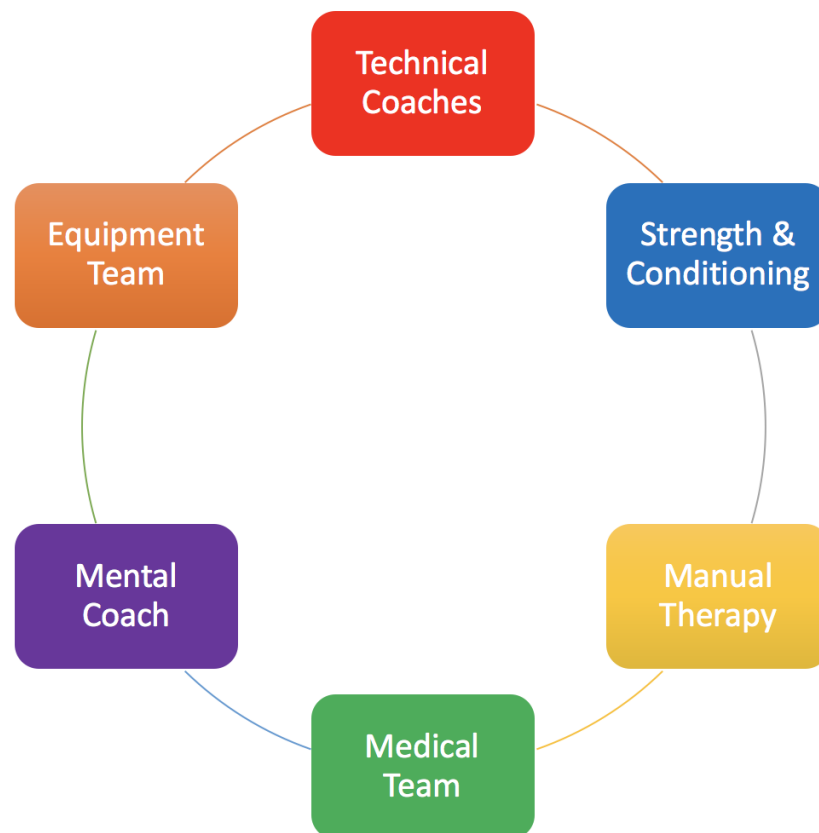 Technical
Coaches
Equipment
Team
Strength &
Conditioning
Mental
Coach
Manual
Therapy
Medical
Team